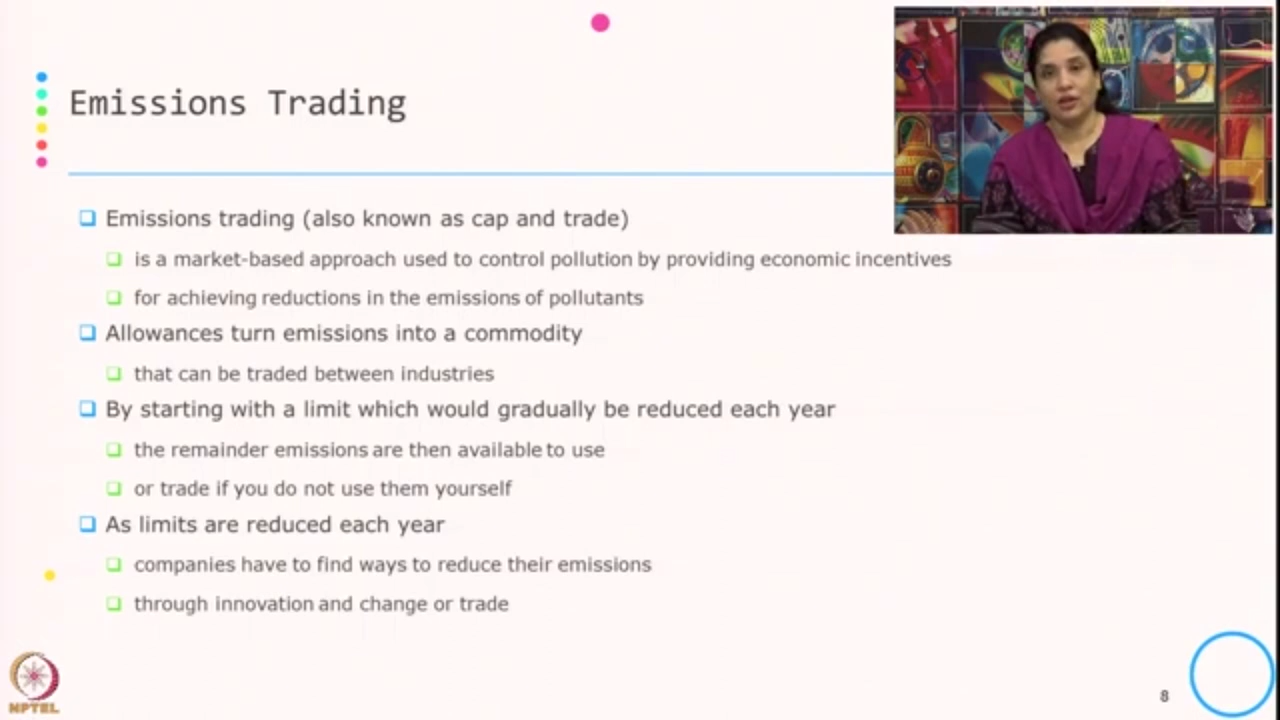 Emissions Trading
Emissions trading (also known as cap and trade)
is a market-based approach used to control pollution by providing economic incentives
for achieving reductions in the emissions of pollutants
Allowances turn emissions into a commodity
that can be traded between industries
By starting with a limit which would gradually be reduced each year
the remainder emissions are then available to use
or trade if you do not use them yourself
As limits are reduced each year
companies have to find ways to reduce their emissions
through innovation and change or trade
NPTEL
8